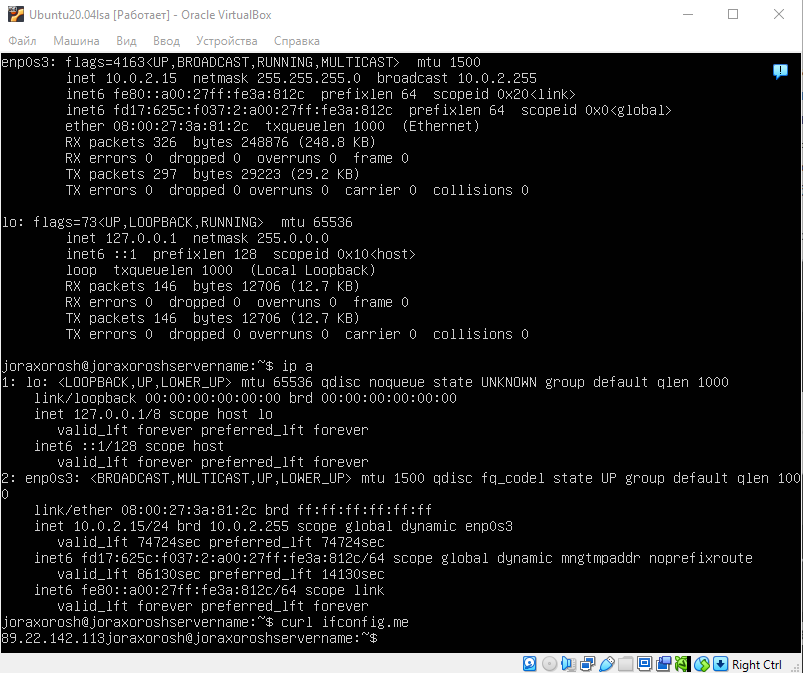 Ubuntu20.04lsa [Работает] - Oracle VirtualBox
Файл Машина Вид Ввод Устройства Справка
enp0s3: flags=4163<UP,BROADCAST,RUNNING,MULTICAST>  mtu 1500
        inet 10.0.2.15  netmask 255.255.255.0  broadcast 10.0.2.255
        inet6 fe80::a00:27ff:fe3a:812c  prefixlen 64  scopeid 0x20<link>
        inet6 fd17:625c:f037:2:a00:27ff:fe3a:812c  prefixlen 64  scopeid 0x0<global>
        ether 08:00:27:3a:81:2c  txqueuelen 1000  (Ethernet)
        RX packets 326  bytes 248876 (248.8 KB)
        RX errors 0  dropped 0  overruns 0  frame 0
        TX packets 297  bytes 29223 (29.2 KB)
        TX errors 0  dropped 0 overruns 0  carrier 0  collisions 0
lo: flags=73<UP,LOOPBACK,RUNNING>  mtu 65536
        inet 127.0.0.1  netmask 255.0.0.0
        inet6 ::1  prefixlen 128  scopeid 0x10<host>
        loop  txqueuelen 1000  (Local Loopback)
        RX packets 146  bytes 12706 (12.7 KB)
        RX errors 0  dropped 0  overruns 0  frame 0
        TX packets 146  bytes 12706 (12.7 KB)
        TX errors 0  dropped 0 overruns 0  carrier 0  collisions 0
joraxorosh@joraxoroshservername:~$ ip a
1: lo: <LOOPBACK,UP,LOWER_UP> mtu 65536 qdisc noqueue state UNKNOWN group default qlen 1000
    link/loopback 00:00:00:00:00:00 brd 00:00:00:00:00:00
    inet 127.0.0.1/8 scope host lo
       valid_lft forever preferred_lft forever
    inet6 ::1/128 scope host
       valid_lft forever preferred_lft forever
2: enp0s3: <BROADCAST,MULTICAST,UP,LOWER_UP> mtu 1500 qdisc fq_codel state UP group default qlen 100
0
    link/ether 08:00:27:3a:81:2c brd ff:ff:ff:ff:ff:ff
    inet 10.0.2.15/24 brd 10.0.2.255 scope global dynamic enp0s3
       valid_lft 74724sec preferred_lft 74724sec
    inet6 fd17:625c:f037:2:a00:27ff:fe3a:812c/64 scope global dynamic mngtmpaddr noprefixroute
       valid_lft 86130sec preferred_lft 14130sec
    inet6 fe80::a00:27ff:fe3a:812c/64 scope link
       valid_lft forever preferred_lft forever
joraxorosh@joraxoroshservername:~$ curl ifconfig.me
89.22.142.113joraxorosh@joraxoroshservername:~$
Right Ctrl